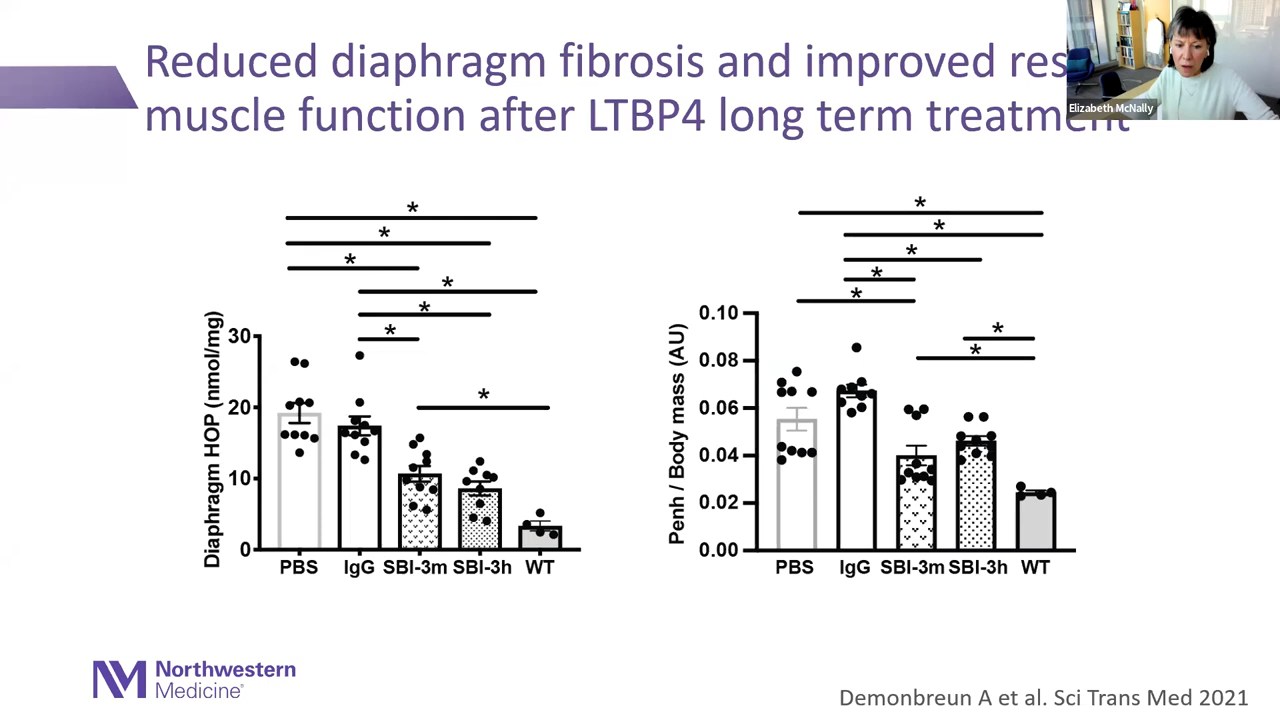 Reduced diaphragm fibrosis and improved res
muscle function after LTBP4 long term treatment
Elizabeth McNally
*
*
*
*
*
*
*
Diaphragm HOP (nmol/mg)
30
20
10
0
PBS IgG SBI-3m SBI-3h WT
*
*
*
*
*
*
*
Penh / Body mass (AU)
0.10
0.08
0.06
0.04
0.02
0.00
PBS IgG SBI-3m SBI-3h WT
NM Northwestern
Medicine®
Demonbreun A et al. Sci Trans Med 2021